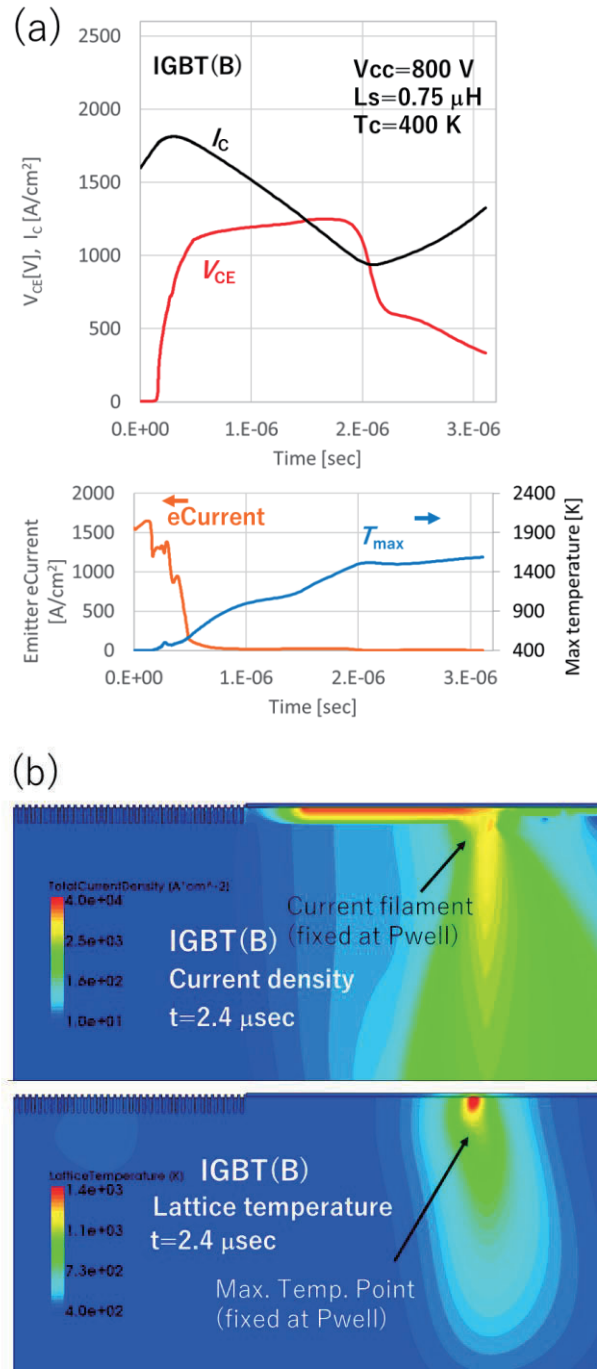 (a)
2500
2000
1500
1000
500
0
V_CE[V], I_C [A/cm²]
IGBT(B)
Vcc=800 V
Ls=0.75 μH
Tc=400 K
I_C
V_CE
0.E+00 1.E-06 2.E-06 3.E-06
Time [sec]
2000
1500
1000
500
0
Emitter eCurrent
[A/cm²]
eCurrent
T_max
2400
1900
1400
900
400
Max temperature [K]
0.E+00 1.E-06 2.E-06 3.E-06
Time [sec]
(b)
TotalCurrentDensity (A*cm^-2)
4.0e+04
2.5e+03
1.6e+02
1.0e+01
Current filament
(fixed at Pwell)
IGBT(B)
Current density
t=2.4 μsec
LatticeTemperature (K)
1.4e+03
1.1e+03
7.3e+02
4.0e+02
IGBT(B)
Lattice temperature
t=2.4 μsec
Max. Temp. Point
(fixed at Pwell)